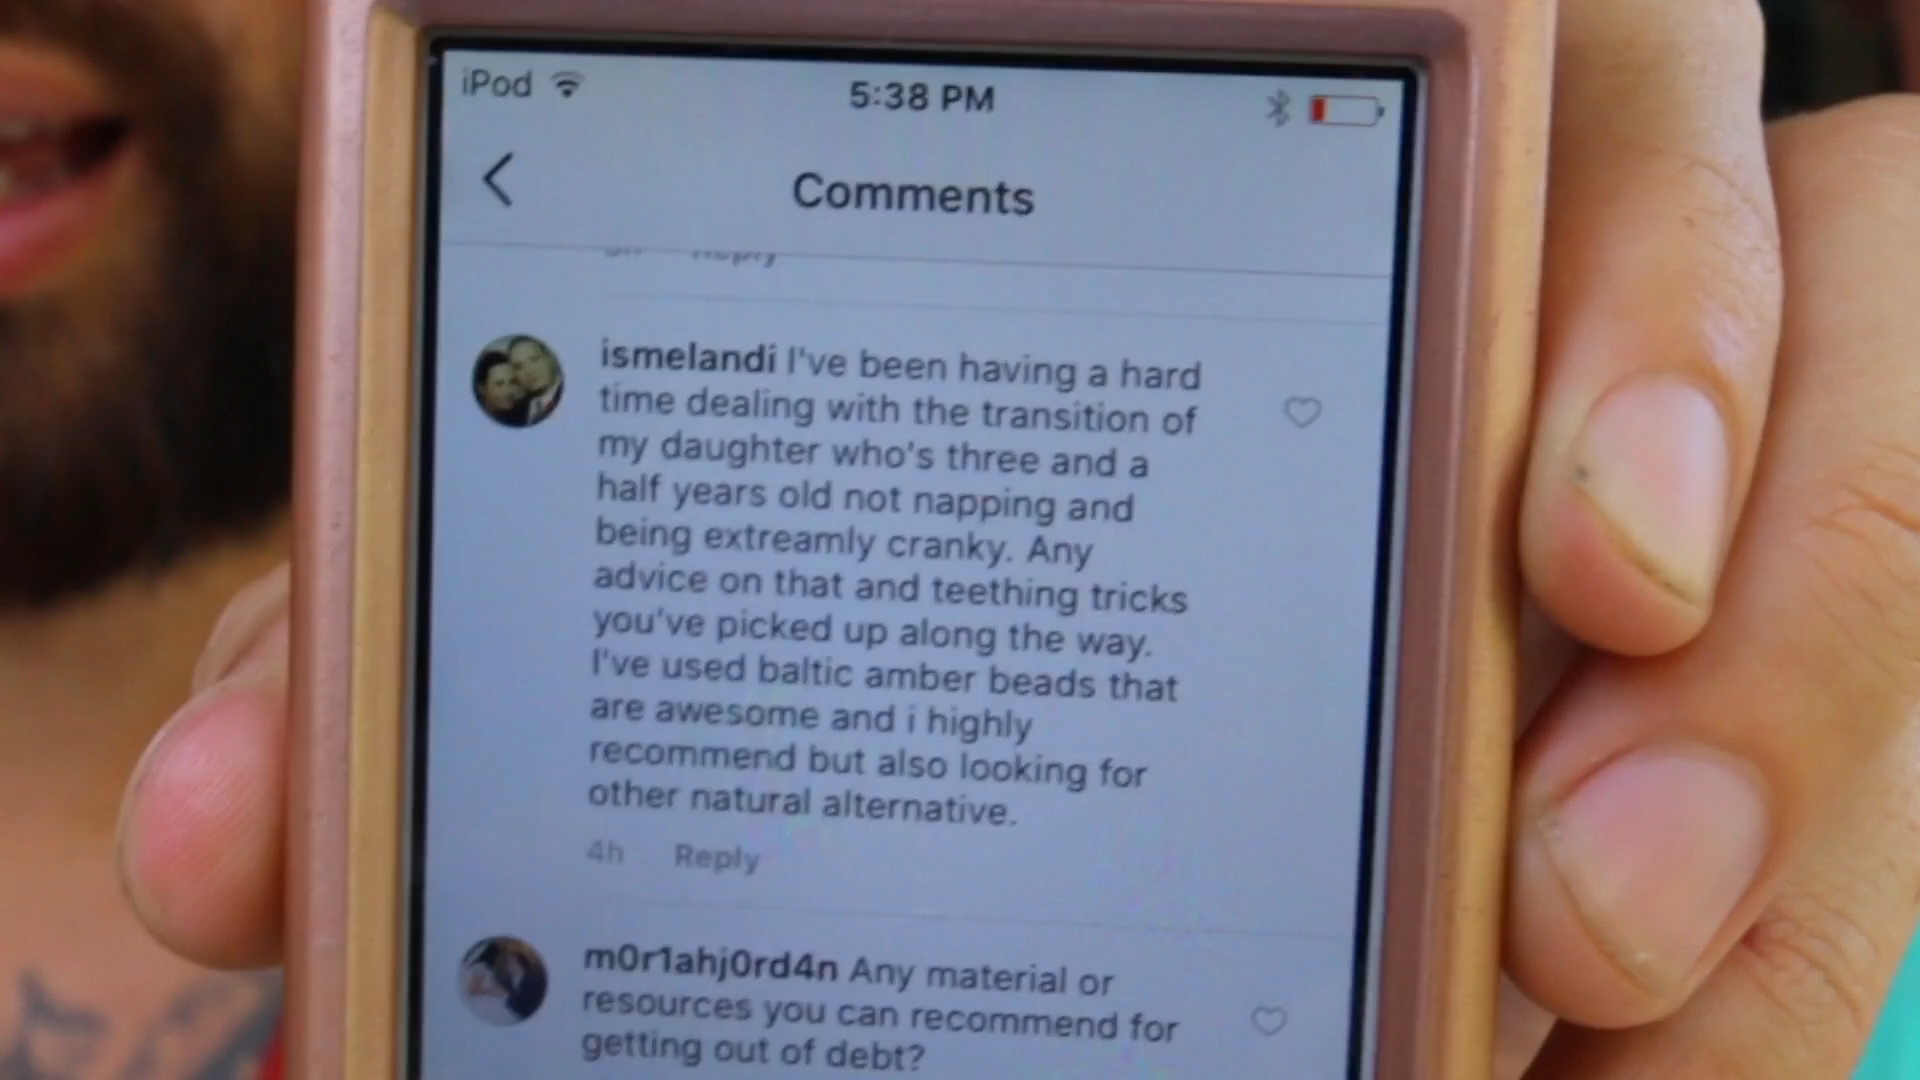 iPod
5:38 PM
Comments
Reply
ismelandi I've been having a hard
time dealing with the transition of
my daughter who's three and a
half years old not napping and
being extreamly cranky. Any
advice on that and teething tricks
you've picked up along the way.
I've used baltic amber beads that
are awesome and i highly
recommend but also looking for
other natural alternative.
4h Reply
m0r1ahj0rd4n Any material or
resources you can recommend for
getting out of debt?